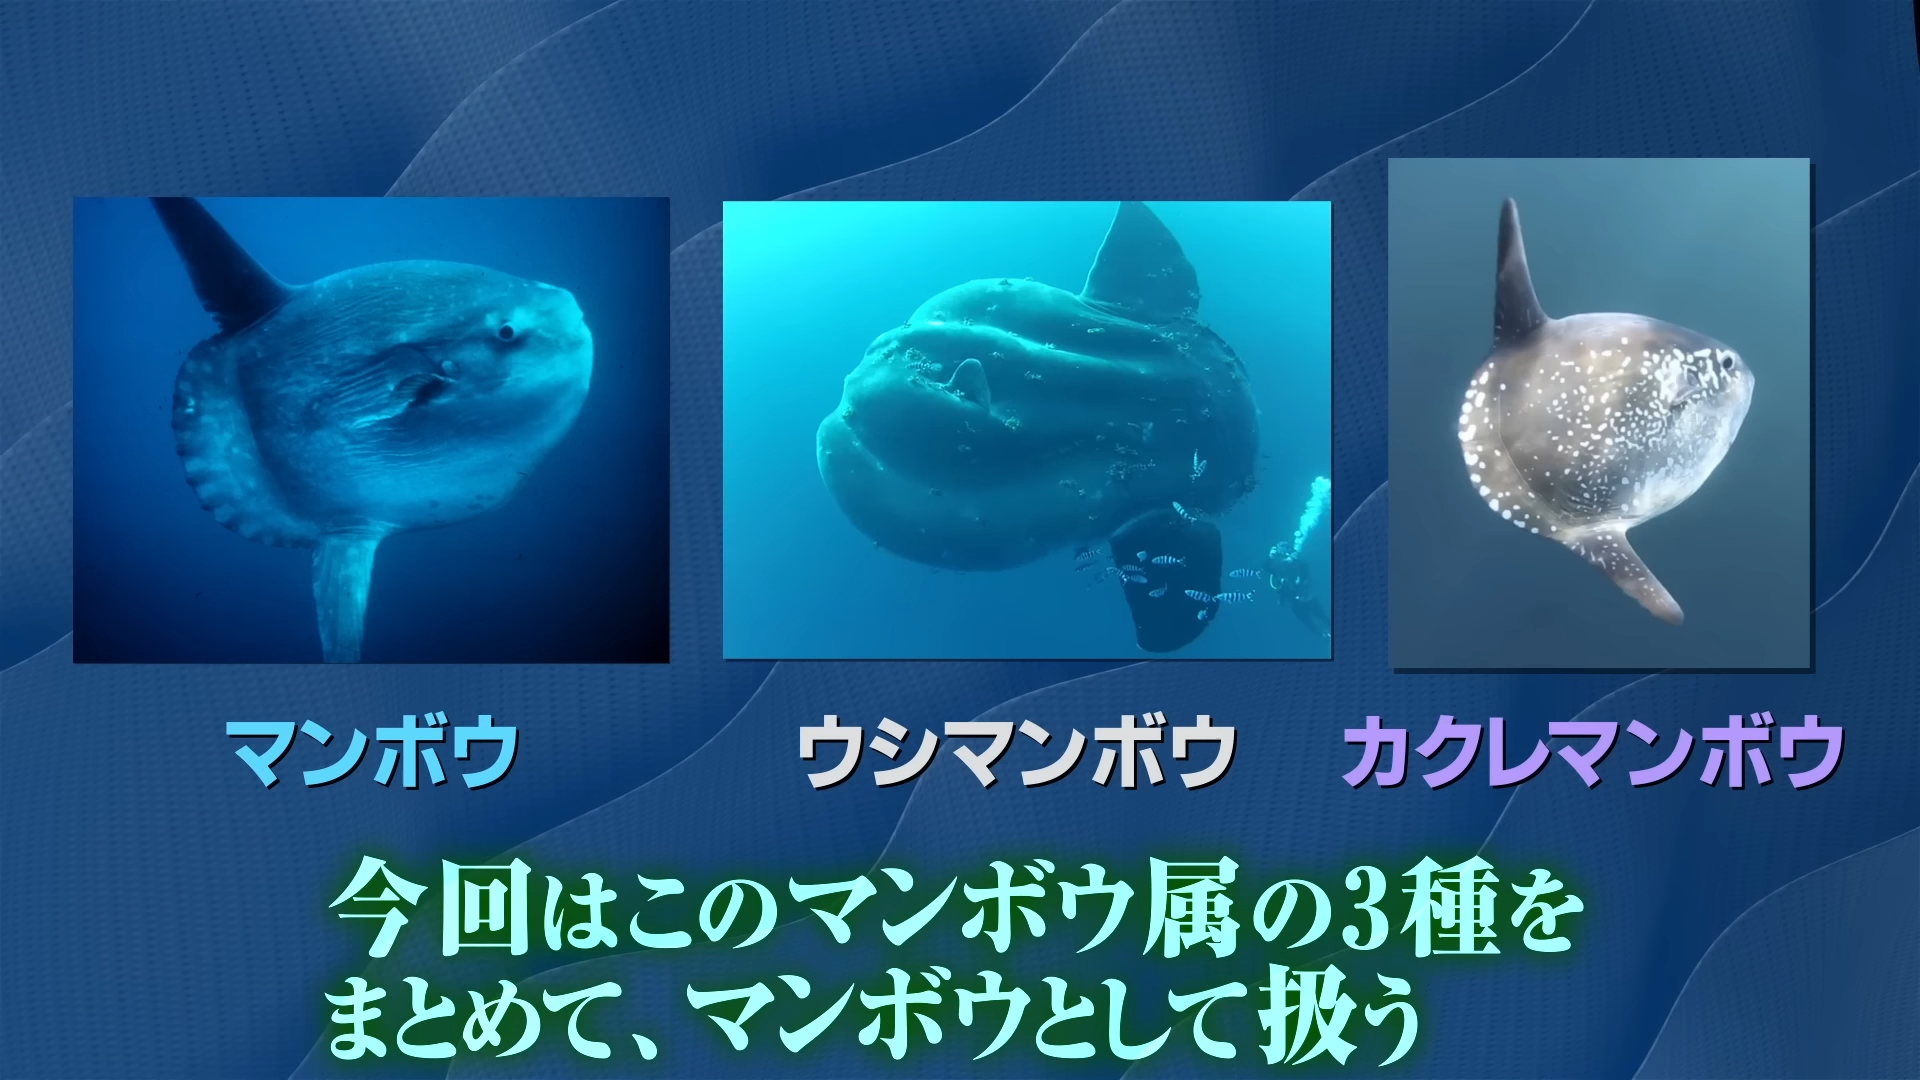 マンボウ
ウシマンボウ
カクレマンボウ
今回はこのマンボウ属の3種を
まとめて、マンボウとして扱う